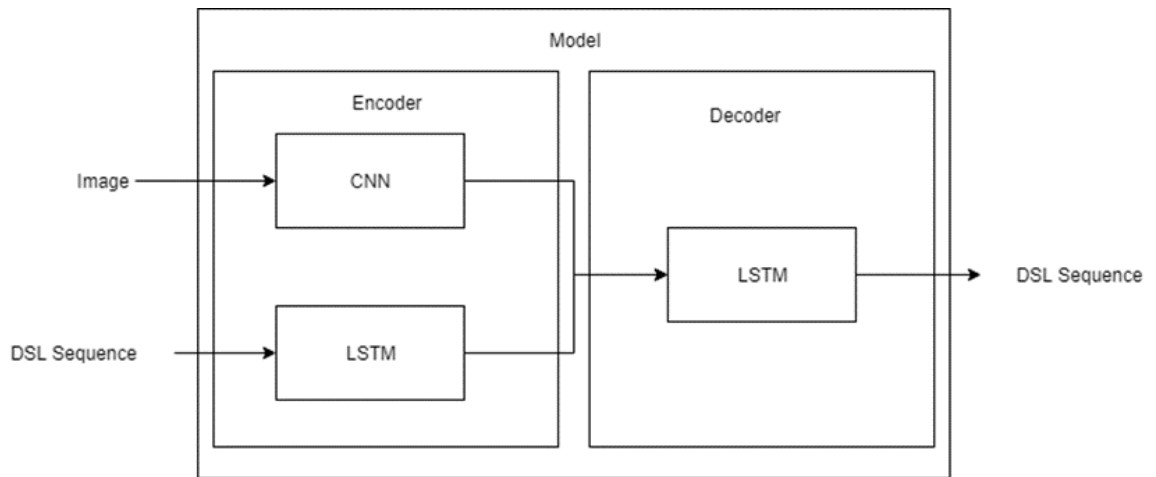 Model
Encoder
Decoder
Image
CNN
LSTM
DSL Sequence
DSL Sequence
LSTM